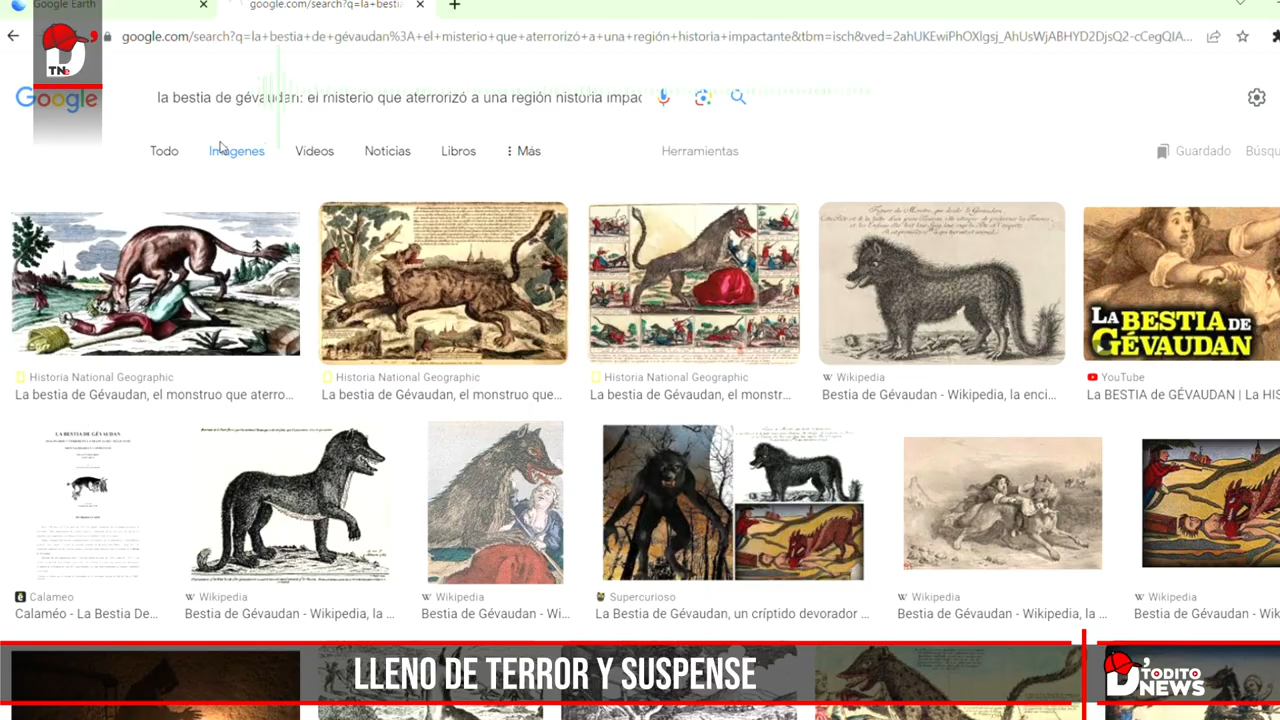 Google Earth
google.com/search?q=la+bestia
google.com/search?q=la+bestia+de+gévaudan%3A+el+misterio+que+aterrorizó+a+una+región+historia+impactante&tbm=isch&ved=2ahUKEwiPhOXlgsj_AhUsWjABHYD2DjsQ2-cCegQIA...
D'
TNe
Google
la bestia de gévaudan: el misterio que aterrorizó a una región historia impac
Todo
Imágenes
Videos
Noticias
Libros
Más
Herramientas
Guardado
Búsqu
LA BESTIA DE
GÉVAUDAN
Historia National Geographic
La bestia de Gévaudan, el monstruo que aterro...
Historia National Geographic
La bestia de Gévaudan, el monstruo que...
Historia National Geographic
La bestia de Gévaudan, el monstr...
Wikipedia
Bestia de Gévaudan - Wikipedia, la enci...
YouTube
La BESTIA de GÉVAUDAN | La HIS
LA BESTIA DE GÉVAUDAN
Calameo
Calaméo - La Bestia De...
Wikipedia
Bestia de Gévaudan - Wikipedia, la ...
Wikipedia
Bestia de Gévaudan - Wi...
Supercurioso
La Bestia de Gévaudan, un críptido devorador ...
Wikipedia
Bestia de Gévaudan - Wikipedia, la ...
Wikipedia
Bestia de Gévaudan - Wik
LLENO DE TERROR Y SUSPENSE
D'TODITO
NEWS